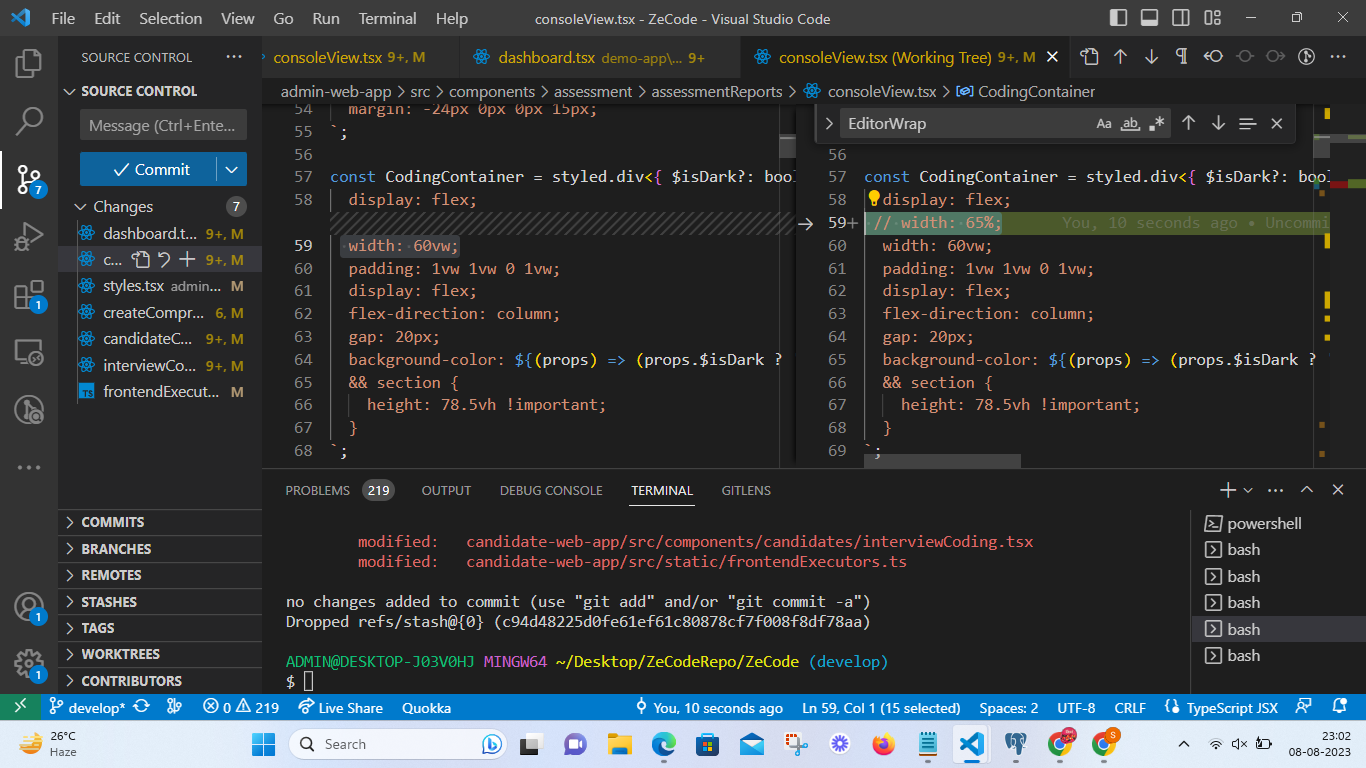 File Edit Selection View Go Run Terminal Help
consoleView.tsx - ZeCode - Visual Studio Code
SOURCE CONTROL
consoleView.tsx 9+, M
dashboard.tsx demo-app\... 9+
consoleView.tsx (Working Tree) 9+, M
admin-web-app > src > components > assessment > assessmentReports > consoleView.tsx > CodingContainer
SOURCE CONTROL
Message (Ctrl+Ente...
Commit
Changes 7
dashboard.t... 9+, M
c... 9+, M
styles.tsx admin... M
createCompr... 6, M
candidateC... 9+, M
interviewCo... 9+, M
TS frontendExecut... M
COMMITS
BRANCHES
REMOTES
STASHES
TAGS
WORKTREES
CONTRIBUTORS
7
1
1
1
54 margin: -24px 0px 0px 15px;
55 `;
56
57 const CodingContainer = styled.div<{ $isDark?: bool
58 display: flex;
59 width: 60vw;
60 padding: 1vw 1vw 0 1vw;
61 display: flex;
62 flex-direction: column;
63 gap: 20px;
64 background-color: ${(props) => (props.$isDark ?
65 && section {
66 height: 78.5vh !important;
67 }
68 `;
EditorWrap
Aa ab .*
56
57 const CodingContainer = styled.div<{ $isDark?: bool
58 display: flex;
59+ // width: 65%; You, 10 seconds ago • Uncommi
60 width: 60vw;
61 padding: 1vw 1vw 0 1vw;
62 display: flex;
63 flex-direction: column;
64 gap: 20px;
65 background-color: ${(props) => (props.$isDark ?
66 && section {
67 height: 78.5vh !important;
68 }
69 `;
PROBLEMS 219 OUTPUT DEBUG CONSOLE TERMINAL GITLENS
modified: candidate-web-app/src/components/candidates/interviewCoding.tsx
modified: candidate-web-app/src/static/frontendExecutors.ts
no changes added to commit (use "git add" and/or "git commit -a")
Dropped refs/stash@{0} (c94d48225d0fe61ef61c80878cf7f008f8df78aa)
ADMIN@DESKTOP-J03V0HJ MINGW64 ~/Desktop/ZeCodeRepo/ZeCode (develop)
$
powershell
bash
bash
bash
bash
bash
develop* 0 219 Live Share Quokka
You, 10 seconds ago Ln 59, Col 1 (15 selected) Spaces: 2 UTF-8 CRLF TypeScript JSX
26°C
Haze
Search
S
23:02
08-08-2023